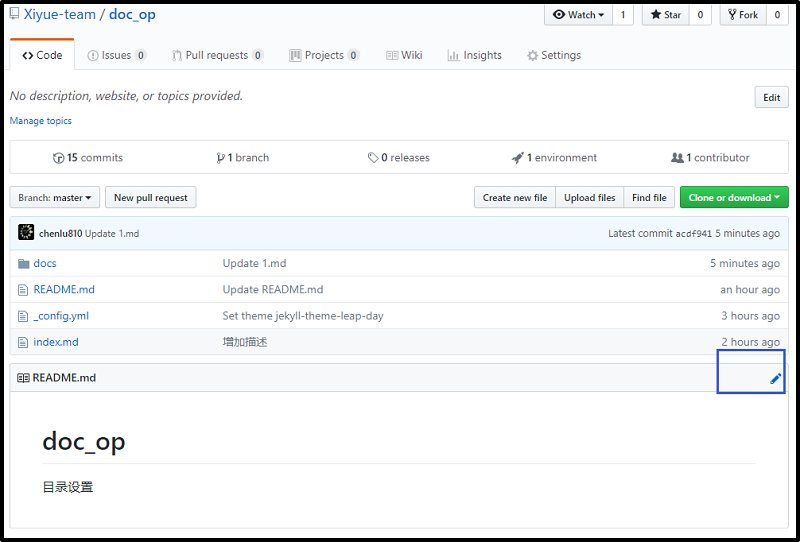 Xiyue-team / doc_op
Watch 1 Star 0 Fork 0
Code Issues 0 Pull requests 0 Projects 0 Wiki Insights Settings
No description, website, or topics provided. Edit
Manage topics
15 commits 1 branch 0 releases 1 environment 1 contributor
Branch: master New pull request Create new file Upload files Find file Clone or download
chenlu810 Update 1.md Latest commit acdf941 5 minutes ago
docs Update 1.md 5 minutes ago
README.md Update README.md an hour ago
_config.yml Set theme jekyll-theme-leap-day 3 hours ago
index.md 增加描述 2 hours ago
README.md
doc_op
目录设置